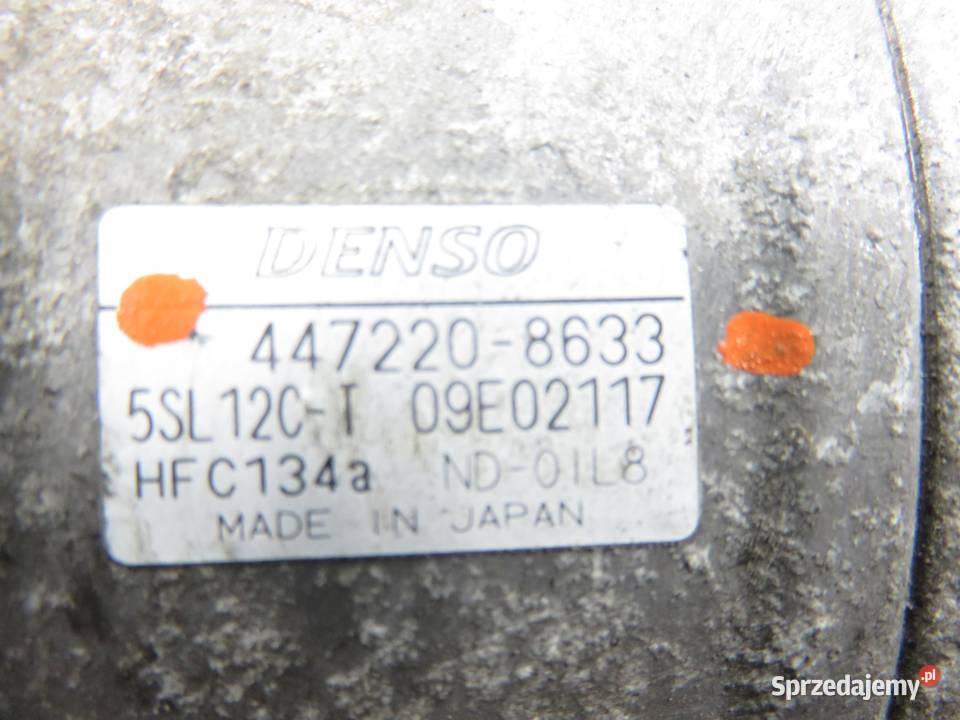 DENSO
447220-8633
5SL12C-T 09E02117
HFC134a ND-OIL8
MADE IN JAPAN
Sprzedajemy.pl